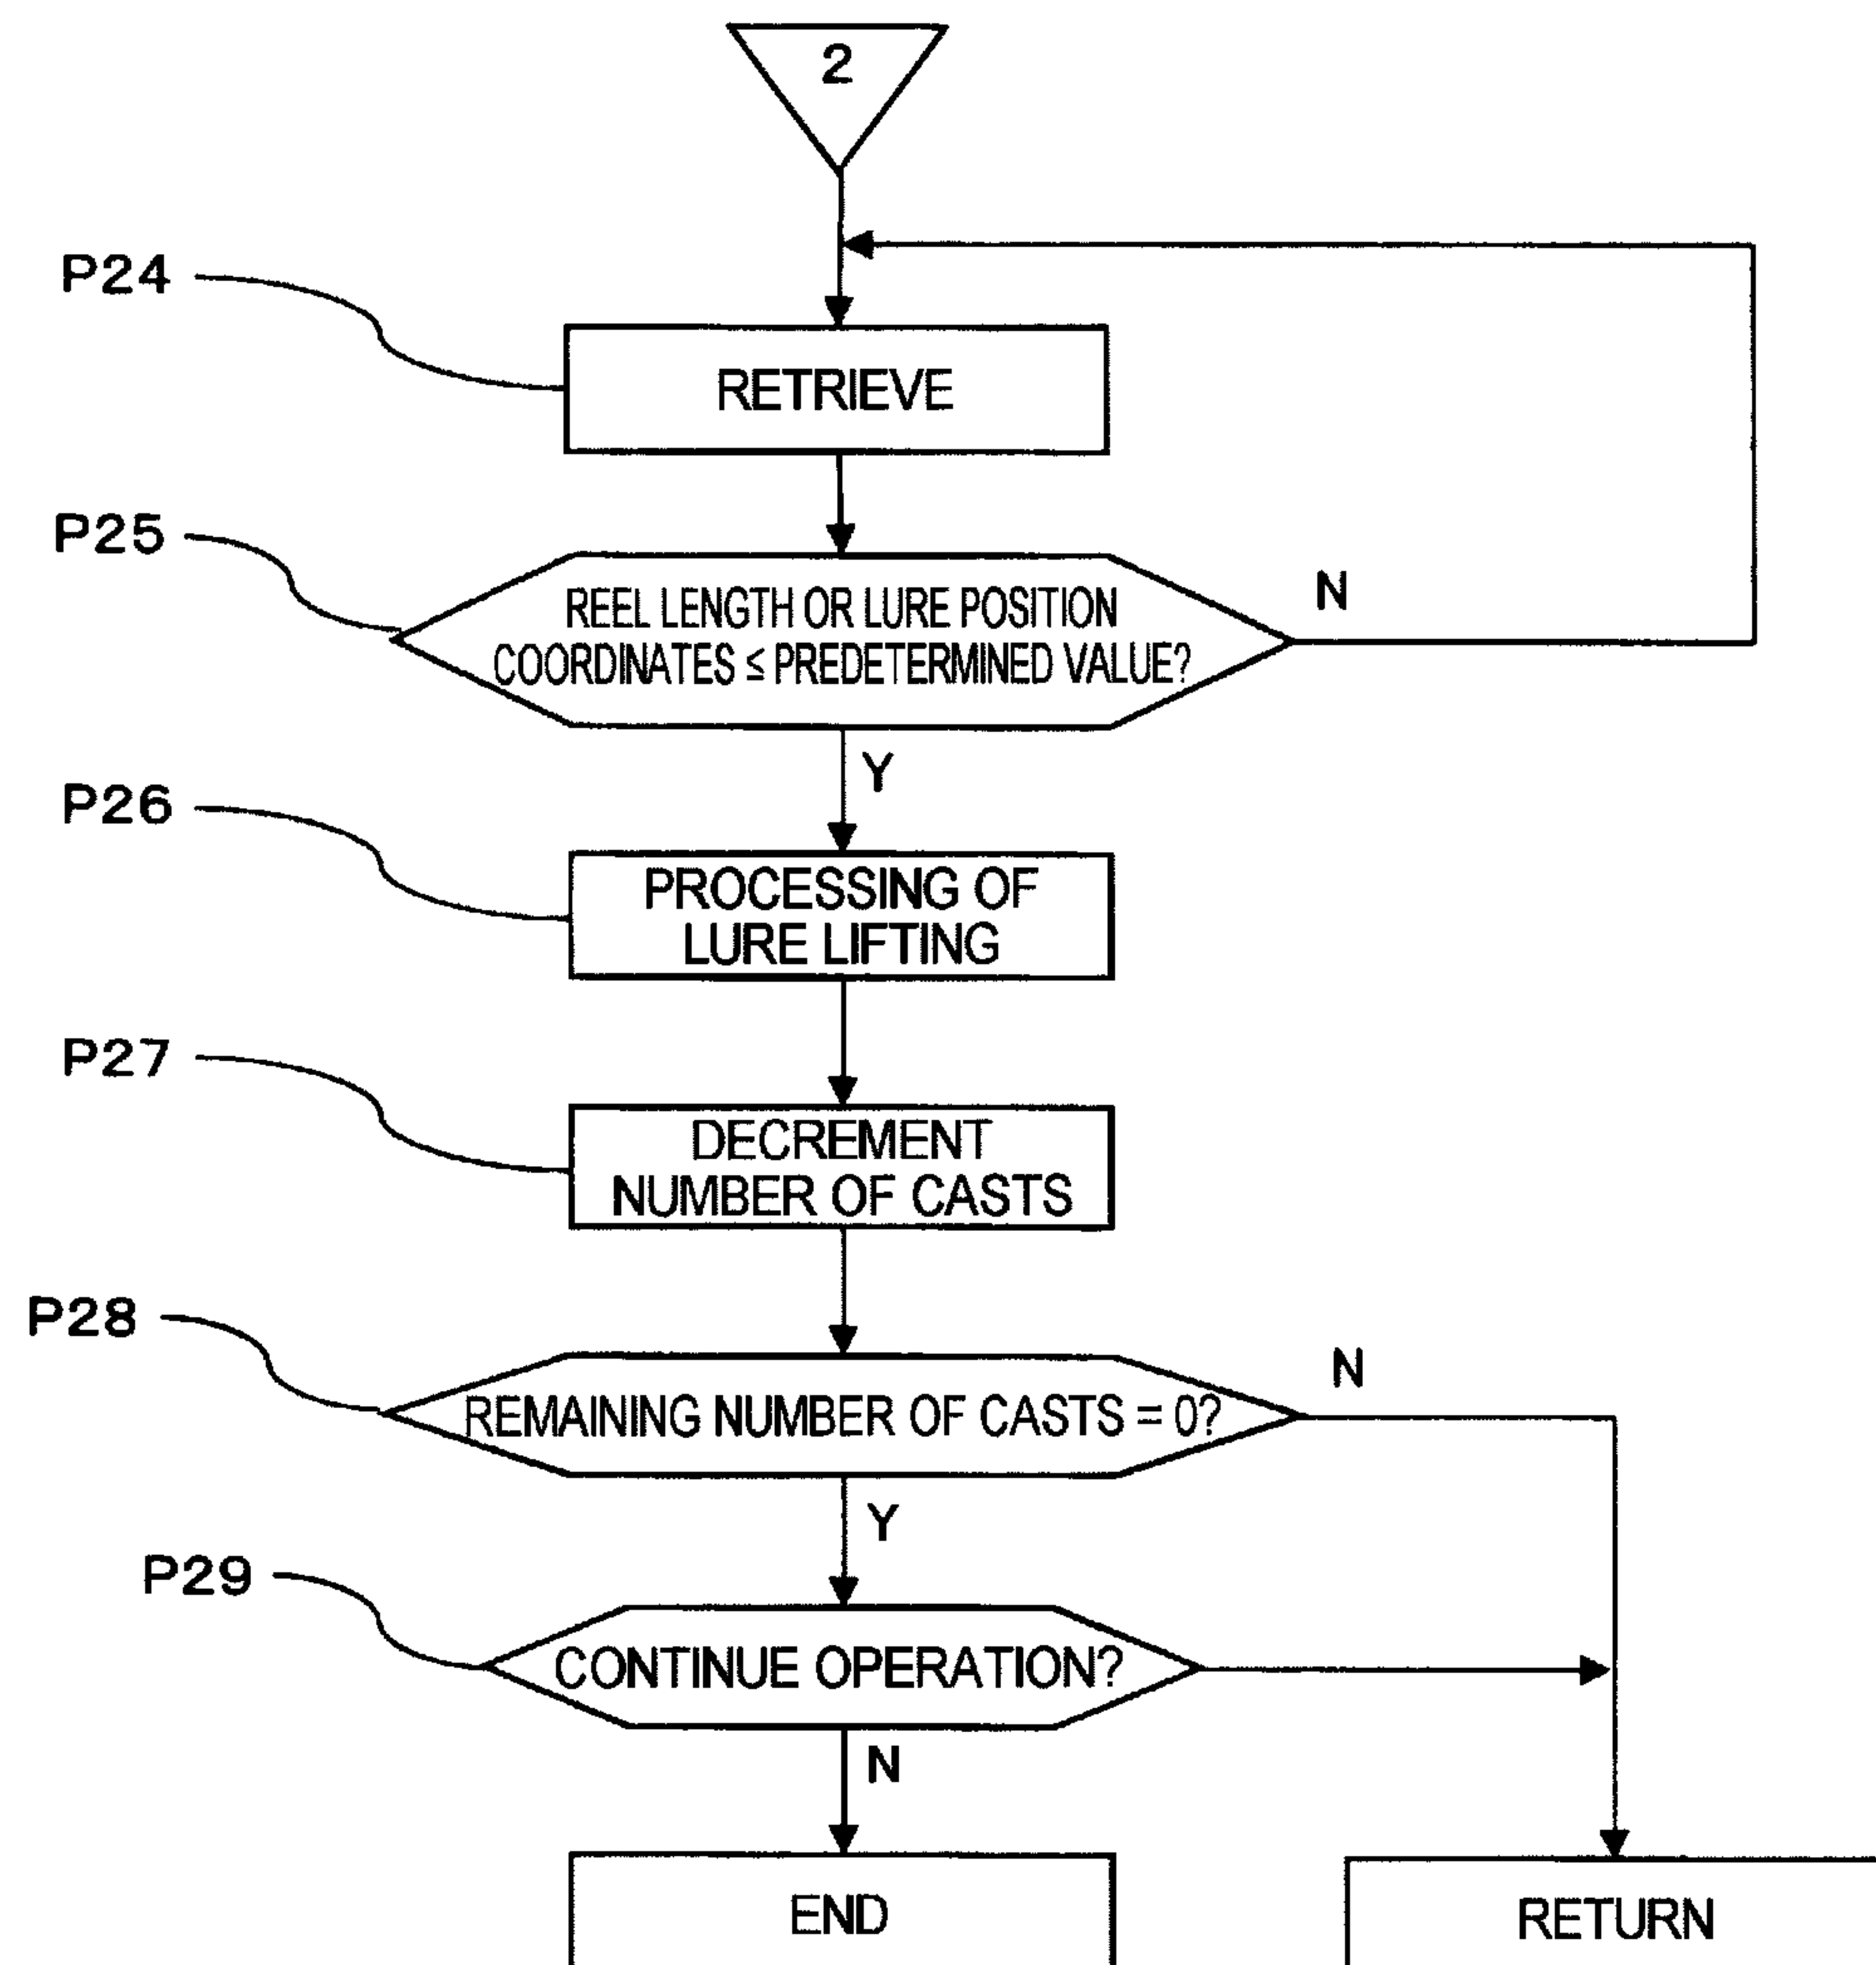 2
P24
RETRIEVE
P25
REEL LENGTH OR LURE POSITION
COORDINATES ≤ PREDETERMINED VALUE?
N
Y
P26
PROCESSING OF
LURE LIFTING
P27
DECREMENT
NUMBER OF CASTS
P28
REMAINING NUMBER OF CASTS = 0?
N
Y
P29
CONTINUE OPERATION?
N
END
RETURN